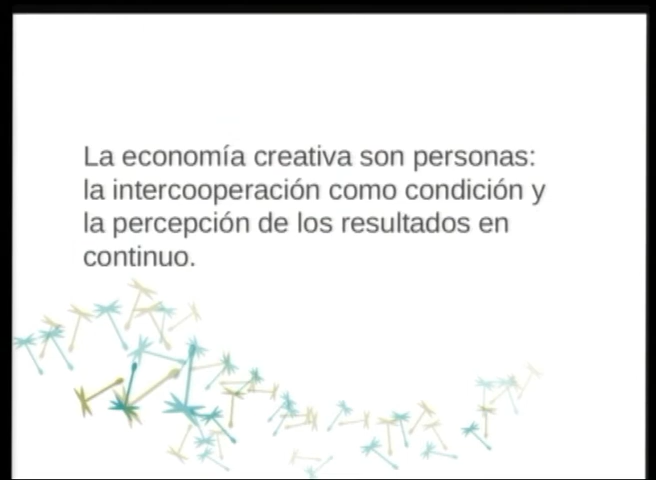 La economía creativa son personas:
la intercooperación como condición y
la percepción de los resultados en
continuo.